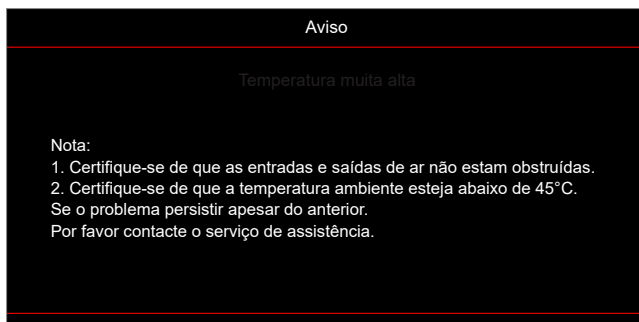 Aviso
Temperatura muita alta
Nota:
1. Certifique-se de que as entradas e saídas de ar não estam obstruídas.
2. Certifique-se de que a temperatura ambiente esteja abaixo de 45°C.
Se o problema persistir apesar do anterior.
Por favor contacte o serviço de assistência.